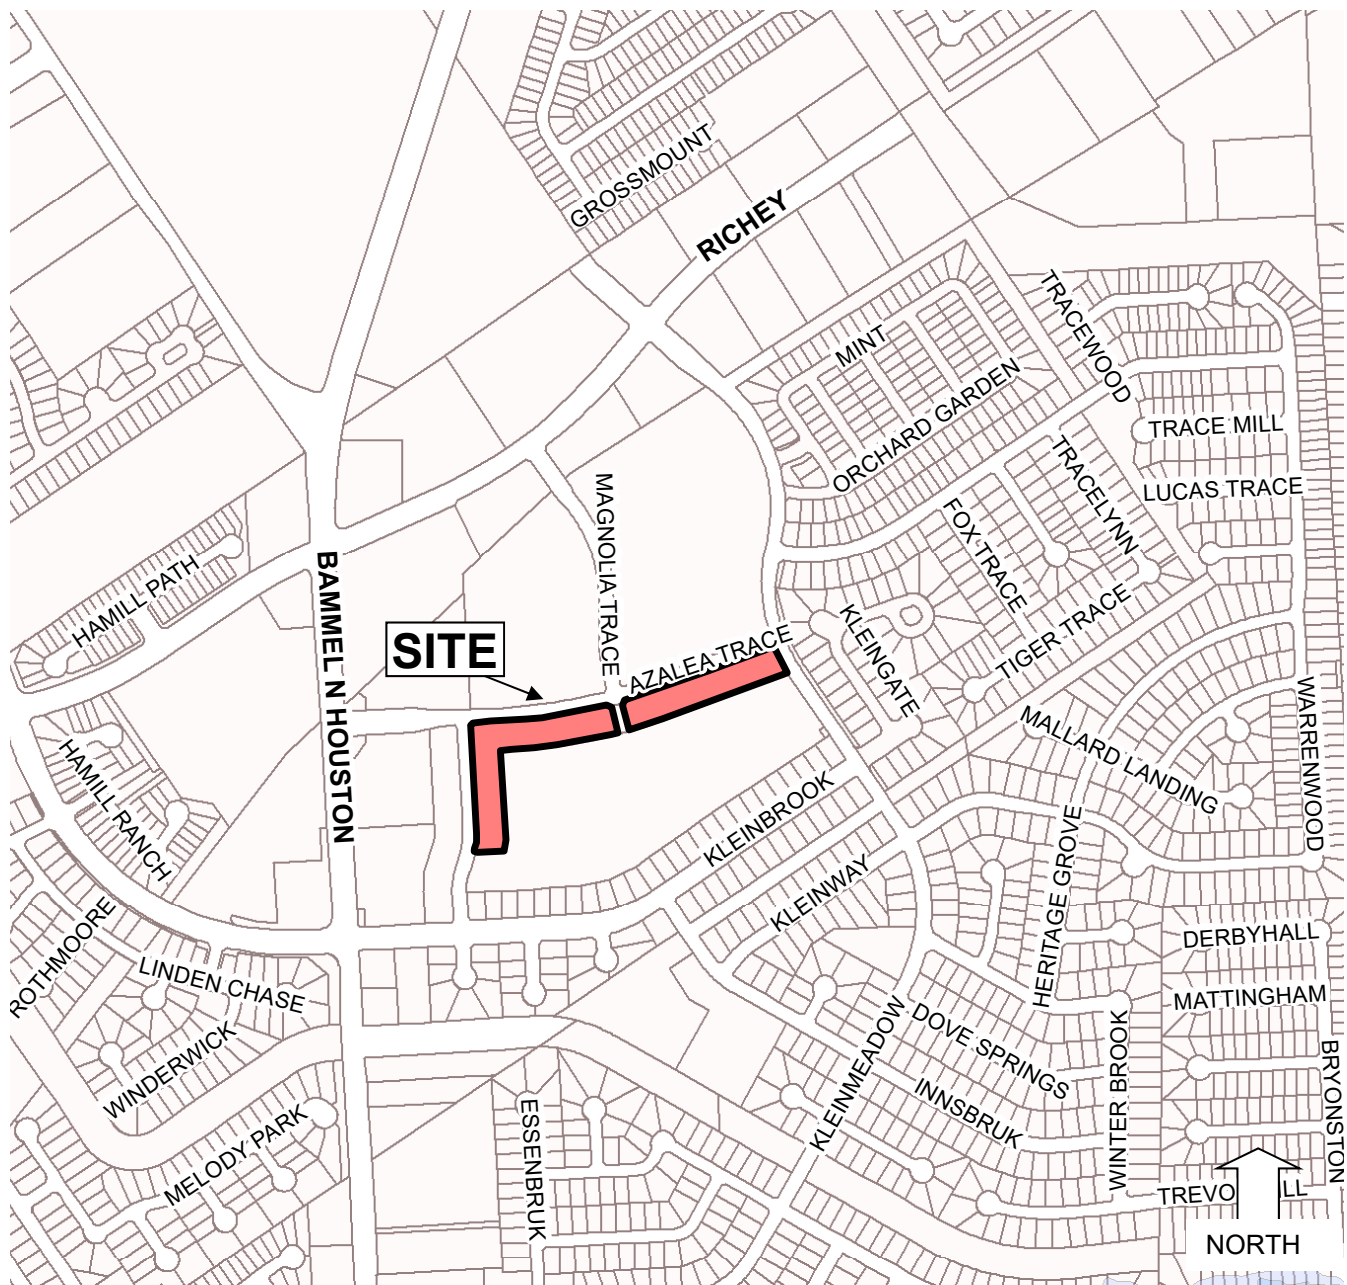 GROSSMOUNT
RICHEY
TRACEWOOD
MINT
ORCHARD GARDEN
TRACE MILL
TRACELYNN
LUCAS TRACE
MAGNOLIA TRACE
FOX TRACE
HAMILL PATH
BAMMEL N HOUSTON
TIGER TRACE
KLEINGATE
SITE
AZALEA TRACE
WARRENWOOD
MALLARD LANDING
HAMILL RANCH
KLEINBROOK
HERITAGE GROVE
KLEINWAY
ROTHMOORE
DERBYHALL
LINDEN CHASE
MATTINGHAM
KLEINMEADOW
DOVE SPRINGS
WINDERWICK
WINTER BROOK
BRYONSTON
INNSBRUK
ESSENBRUK
MELODY PARK
TREVO ILL
NORTH